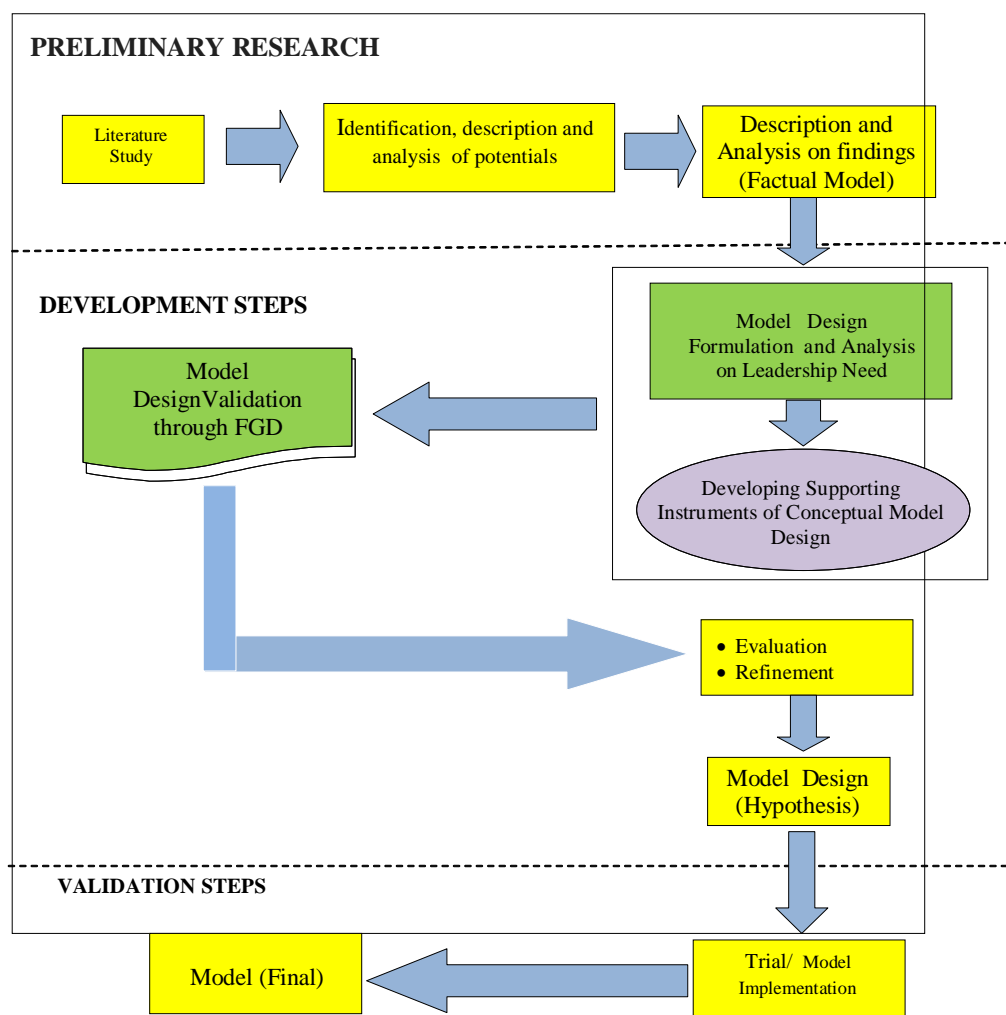 PRELIMINARY RESEARCH
Literature
Study
Identification, description and
analysis of potentials
Description and
Analysis on findings
(Factual Model)
DEVELOPMENT STEPS
Model Design
Formulation and Analysis
on Leadership Need
Model
DesignValidation
through FGD
Developing Supporting
Instruments of Conceptual Model
Design
• Evaluation
• Refinement
Model Design
(Hypothesis)
VALIDATION STEPS
Trial/ Model
Implementation
Model (Final)